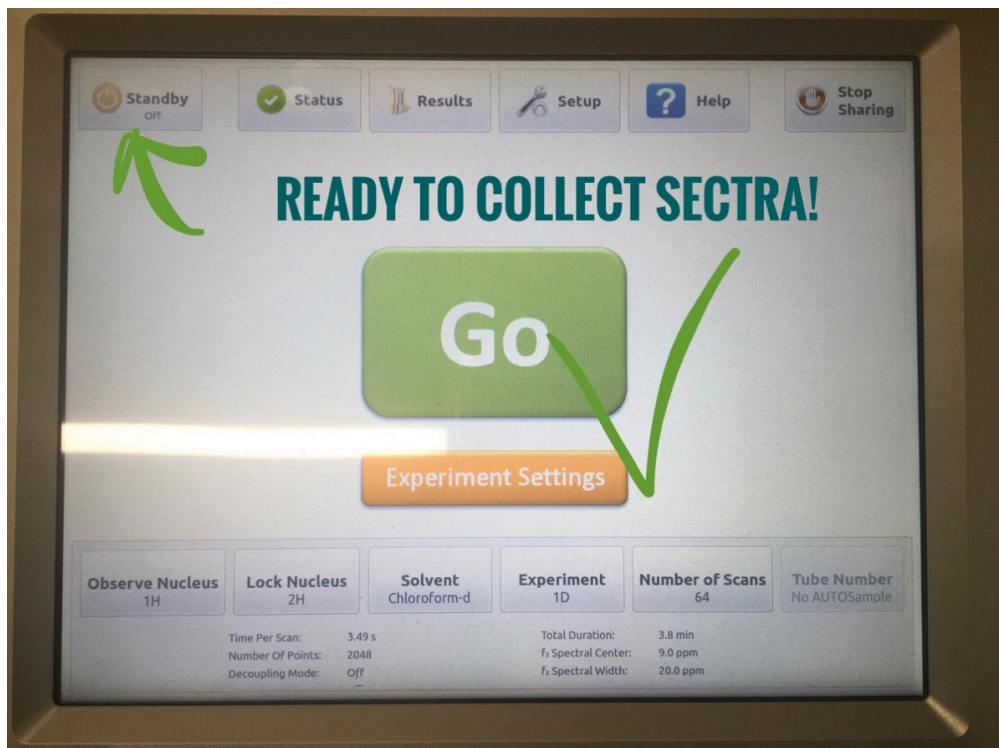 Standby
Off
Status
Results
Setup
Help
Stop
Sharing
READY TO COLLECT SECTRA!
Go
Experiment Settings
Observe Nucleus
1H
Lock Nucleus
2H
Solvent
Chloroform-d
Experiment
1D
Number of Scans
64
Tube Number
No AUTOSample
Time Per Scan: 3.49 s
Number Of Points: 2048
Decoupling Mode: Off
Total Duration: 3.8 min
f₂ Spectral Center: 9.0 ppm
f₂ Spectral Width: 20.0 ppm